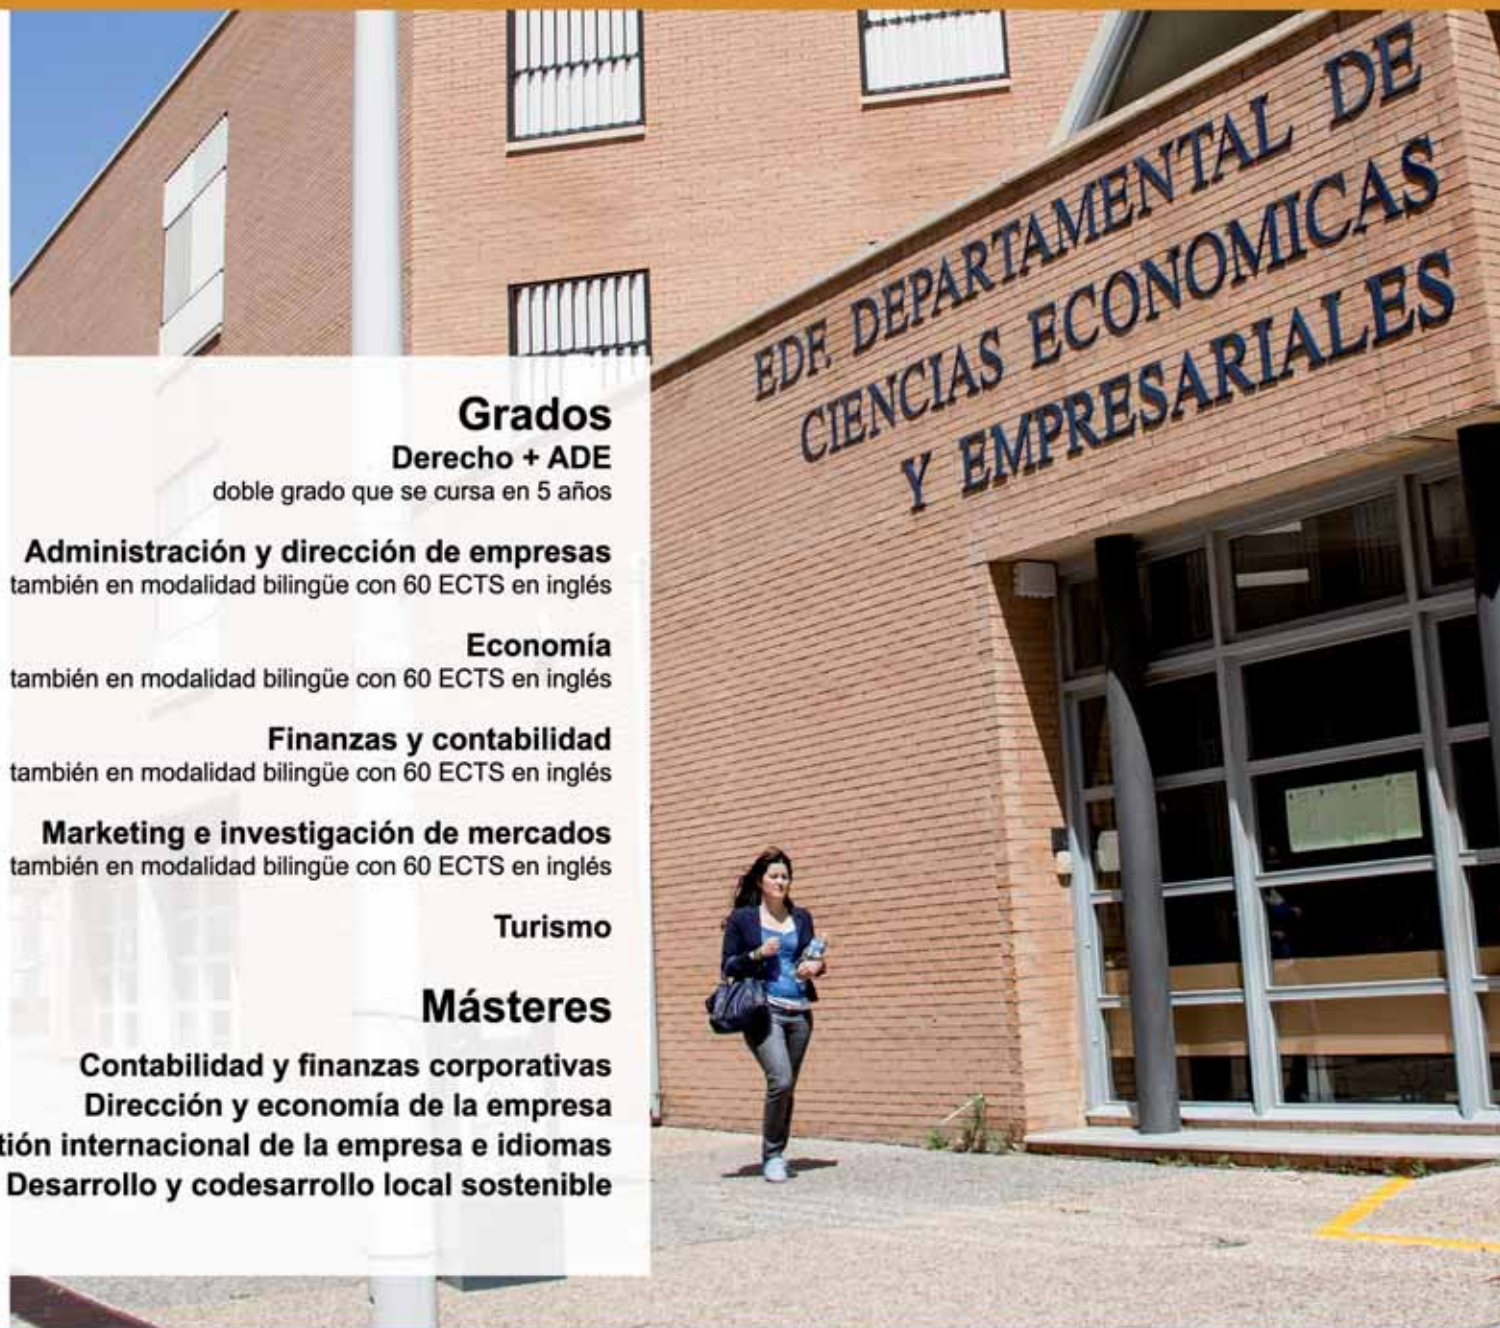 EDF. DEPARTAMENTAL DE
CIENCIAS ECONOMICAS
Y EMPRESARIALES
Grados
Derecho + ADE
doble grado que se cursa en 5 años
Administración y dirección de empresas
también en modalidad bilingüe con 60 ECTS en inglés
Economía
también en modalidad bilingüe con 60 ECTS en inglés
Finanzas y contabilidad
también en modalidad bilingüe con 60 ECTS en inglés
Marketing e investigación de mercados
también en modalidad bilingüe con 60 ECTS en inglés
Turismo
Másteres
Contabilidad y finanzas corporativas
Dirección y economía de la empresa
internacional de la empresa e idiomas
Desarrollo y codesarrollo local sostenible